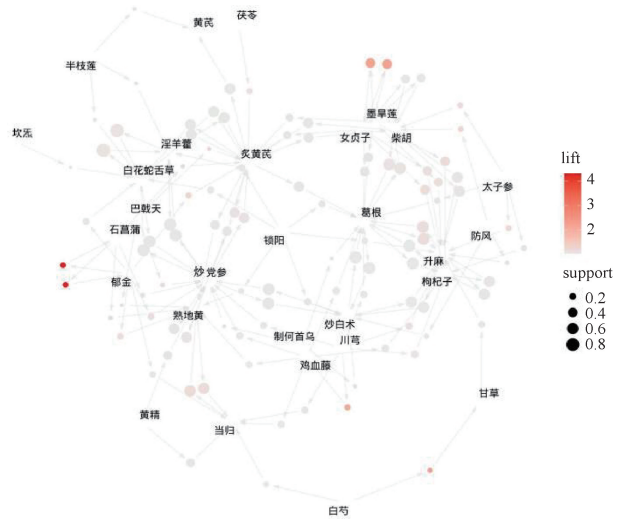 茯苓
黄芪
半枝莲
墨旱莲
坎炁
女贞子
柴胡
淫羊藿
炙黄芪
白花蛇舌草
太子参
巴戟天
葛根
石菖蒲
防风
锁阳
升麻
炒党参
郁金
枸杞子
熟地黄
炒白术
制何首乌
川芎
鸡血藤
甘草
黄精
当归
白芍
lift
4
3
2
support
0.2
0.4
0.6
0.8